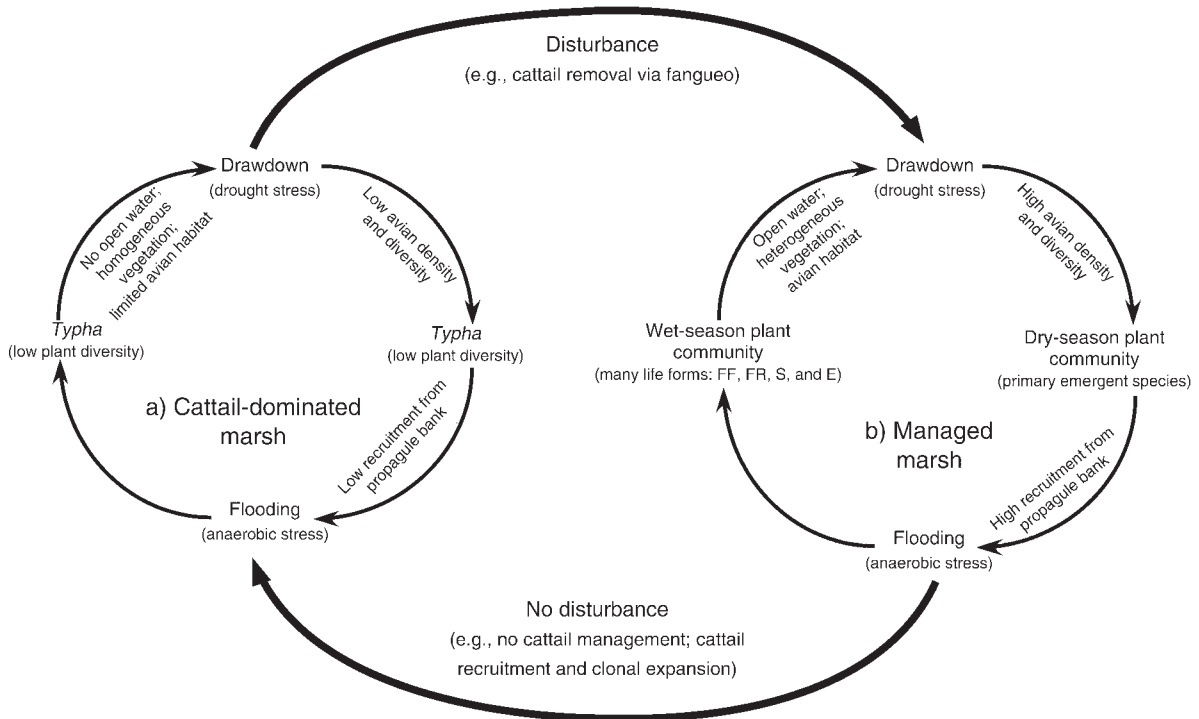 Disturbance
(e.g., cattail removal via fangueo)
Drawdown
(drought stress)
No open water;
homogeneous
vegetation;
limited avian habitat
Low avian density
and diversity
Typha
(low plant diversity)
Typha
(low plant diversity)
a) Cattail-dominated
marsh
Low recruitment from
propagule bank
Flooding
(anaerobic stress)
Drawdown
(drought stress)
Open water;
heterogeneous
vegetation;
avian habitat
High avian density
and diversity
Wet-season plant
community
(many life forms: FF, FR, S, and E)
Dry-season plant
community
(primary emergent species)
b) Managed
marsh
High recruitment from
propagule bank
Flooding
(anaerobic stress)
No disturbance
(e.g., no cattail management; cattail
recruitment and clonal expansion)